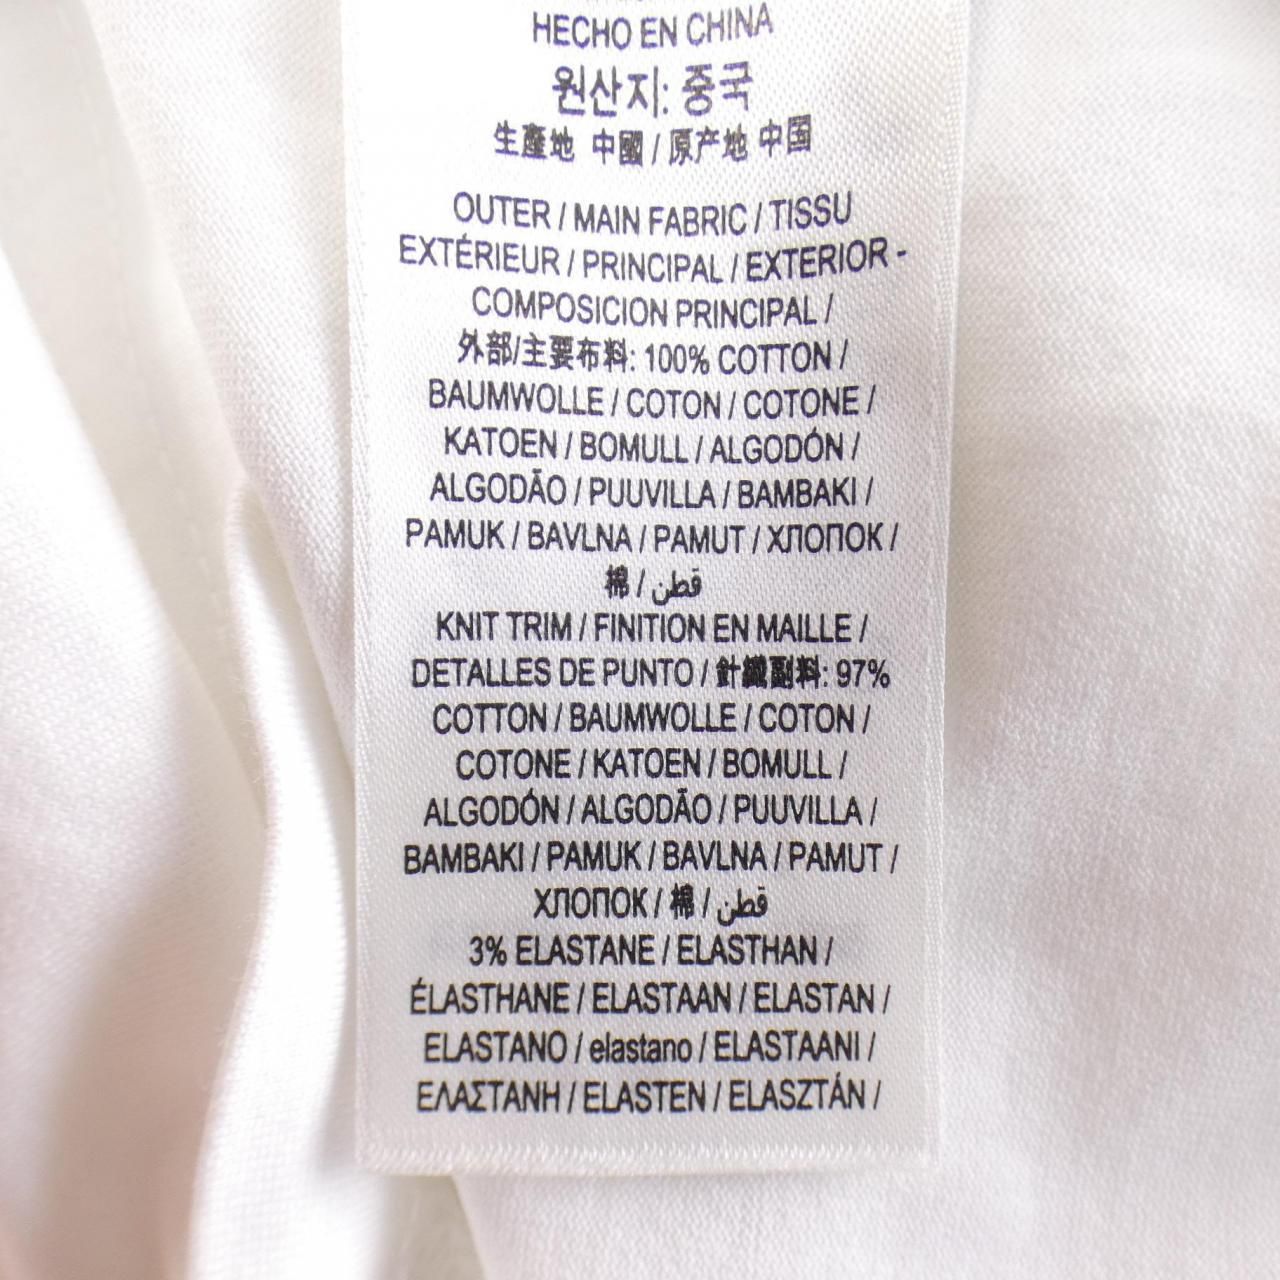 HECHO EN CHINA
원산지: 중국
生產地 中國 / 原产地 中国
OUTER / MAIN FABRIC / TISSU
EXTÉRIEUR / PRINCIPAL / EXTERIOR -
COMPOSICION PRINCIPAL /
外部/主要布料: 100% COTTON /
BAUMWOLLE / COTON / COTONE /
KATOEN / BOMULL / ALGODÓN /
ALGODÃO / PUUVILLA / BAMBAKI /
PAMUK / BAVLNA / PAMUT / ХЛОПОК /
棉 / قطن
KNIT TRIM / FINITION EN MAILLE /
DETALLES DE PUNTO / 針織副料: 97%
COTTON / BAUMWOLLE / COTON /
COTONE / KATOEN / BOMULL /
ALGODÓN / ALGODÃO / PUUVILLA /
BAMBAKI / PAMUK / BAVLNA / PAMUT /
ХЛОПОК / 棉 / قطن
3% ELASTANE / ELASTHAN /
ÉLASTHANE / ELASTAAN / ELASTAN /
ELASTANO / elastano / ELASTAANI /
ΕΛΑΣΤΑΝΗ / ELASTEN / ELASZTÁN /